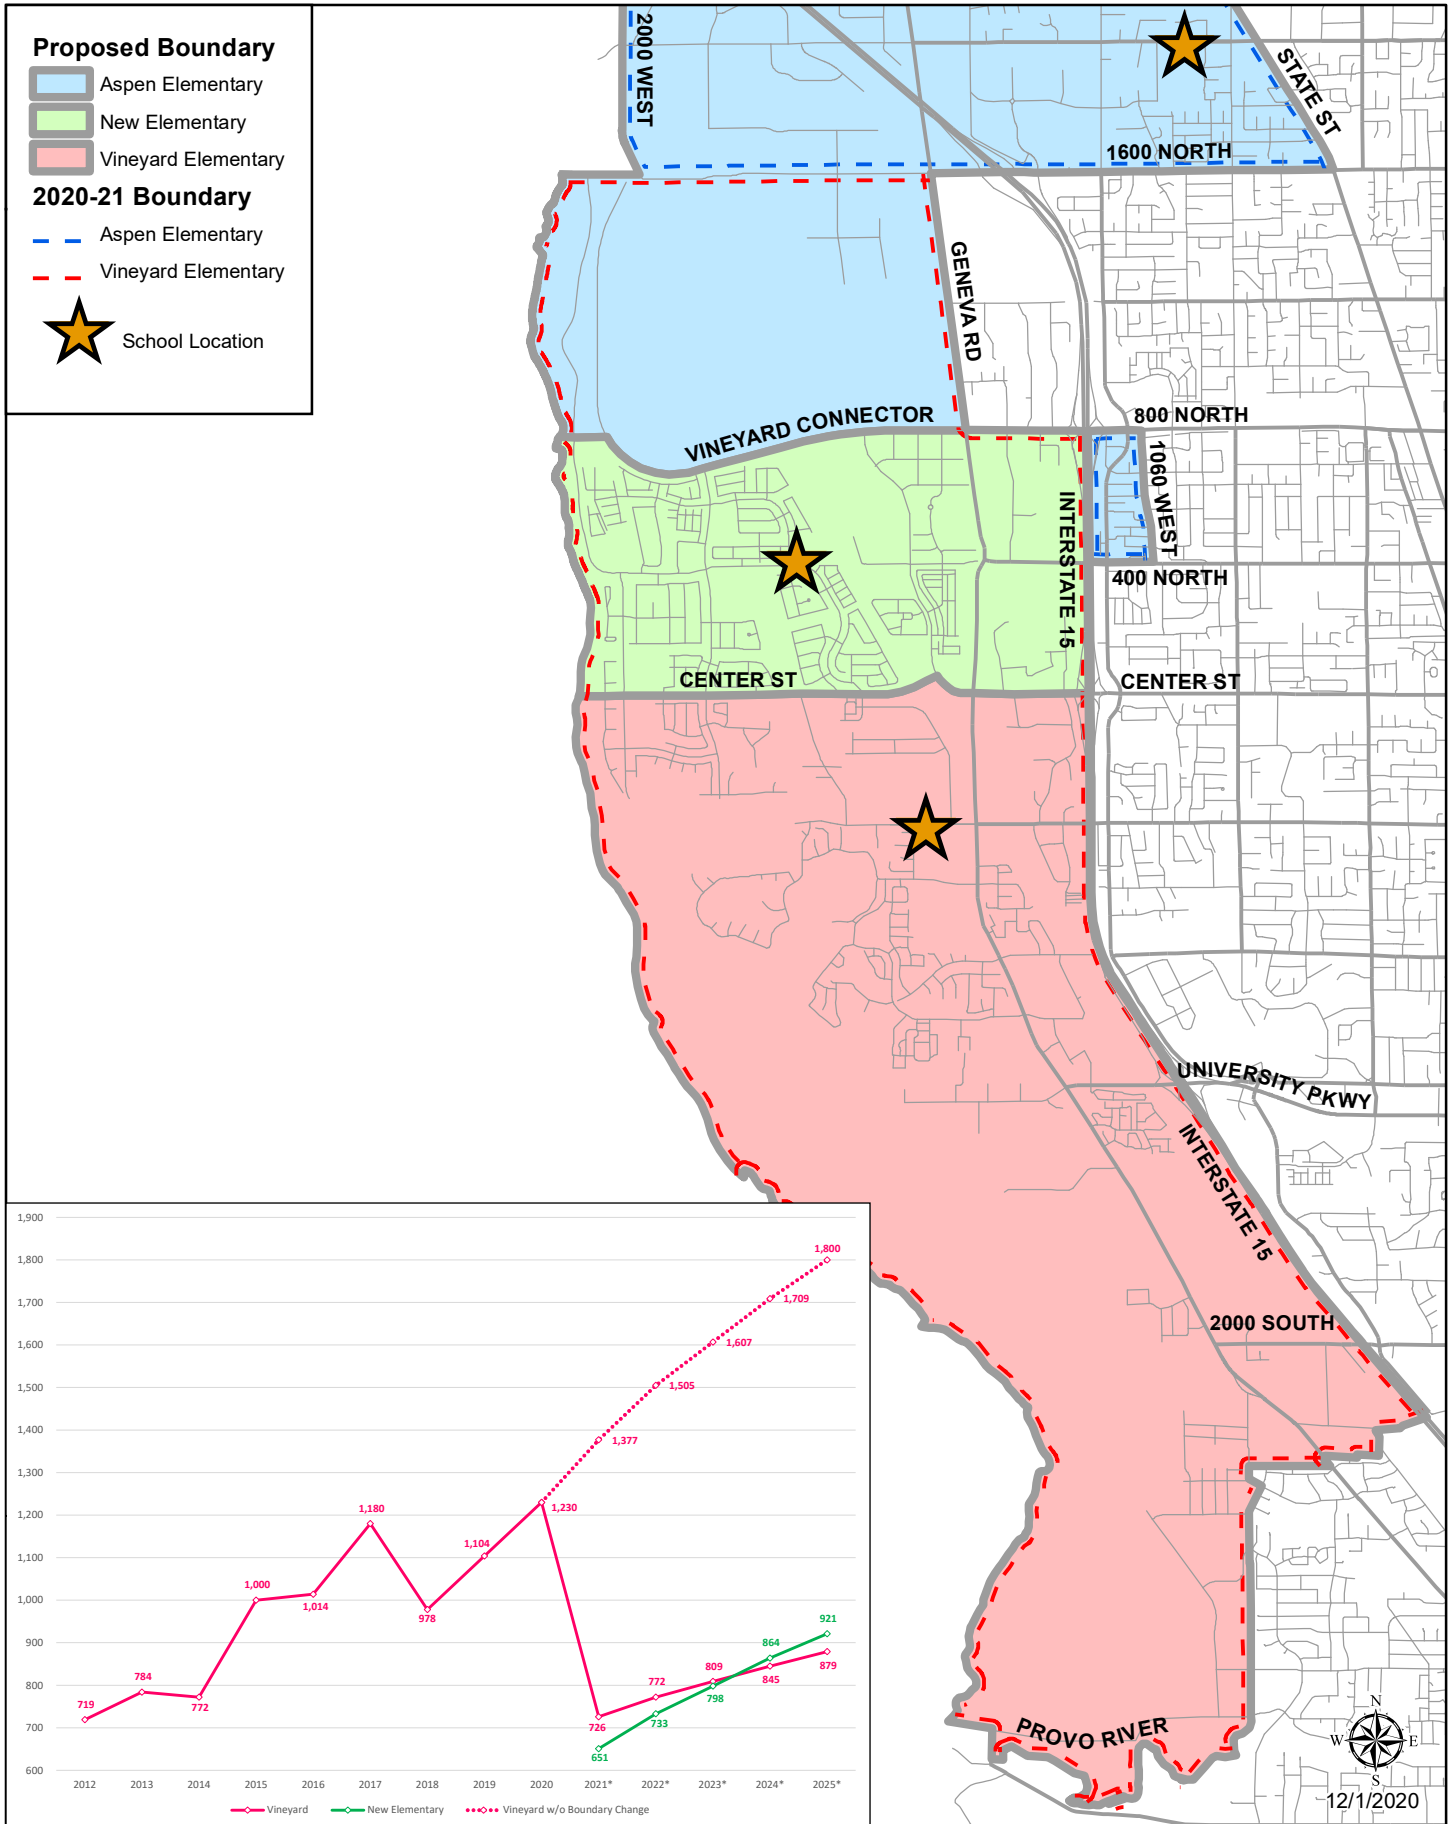 Proposed Boundary
Aspen Elementary
New Elementary
Vineyard Elementary
2020-21 Boundary
Aspen Elementary
Vineyard Elementary
School Location
2000 WEST
STATE ST
1600 NORTH
GENEVA RD
VINEYARD CONNECTOR
800 NORTH
1060 WEST
INTERSTATE 15
400 NORTH
CENTER ST
CENTER ST
UNIVERSITY PKWY
INTERSTATE 15
2000 SOUTH
PROVO RIVER
N
W E
S
12/1/2020
1,900
1,800
1,700
1,600
1,500
1,400
1,300
1,200
1,100
1,000
900
800
700
600
719
784
772
1,000
1,014
1,180
978
1,104
1,230
1,377
1,505
1,607
1,709
1,800
726
772
809
845
879
651
733
798
864
921
2012 2013 2014 2015 2016 2017 2018 2019 2020 2021* 2022* 2023* 2024* 2025*
Vineyard New Elementary Vineyard w/o Boundary Change